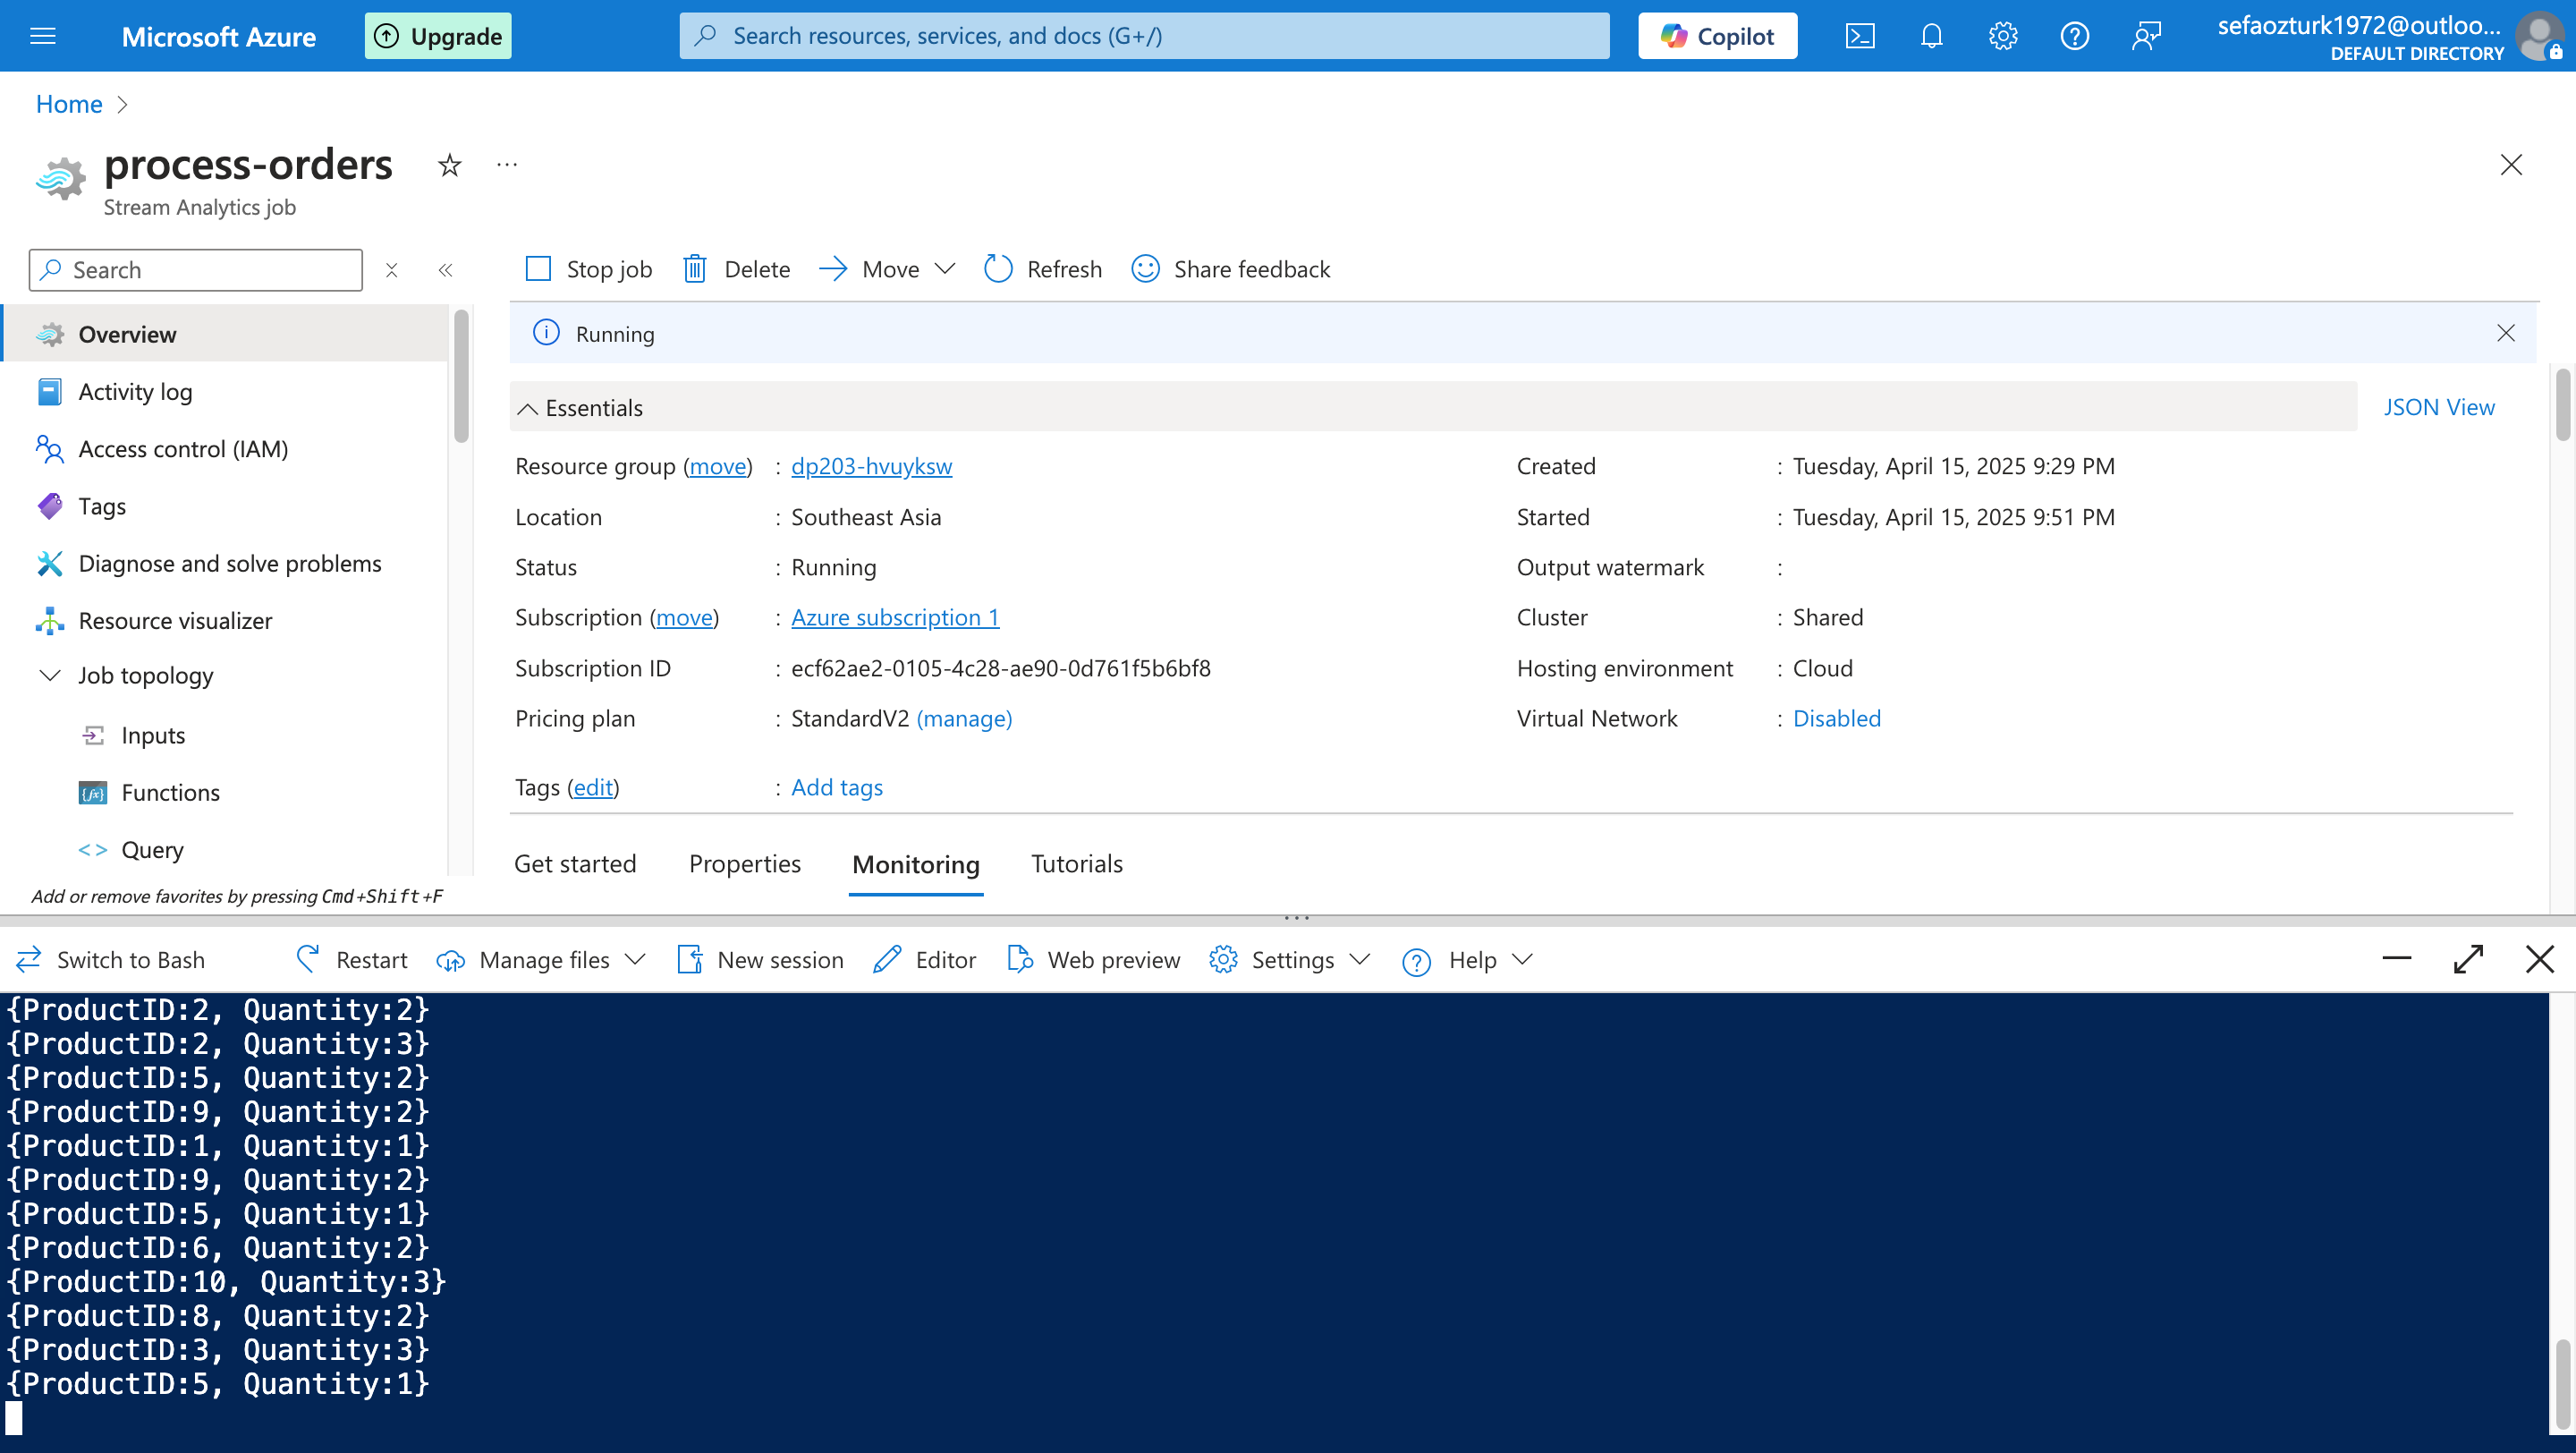 Microsoft Azure
Upgrade
Search resources, services, and docs (G+/)
Copilot
sefaozturk1972@outloo...
DEFAULT DIRECTORY
Home
process-orders
Stream Analytics job
Search
Stop job
Delete
Move
Refresh
Share feedback
Overview
Activity log
Access control (IAM)
Tags
Diagnose and solve problems
Resource visualizer
Job topology
Inputs
Functions
Query
Add or remove favorites by pressing Cmd+Shift+F
Running
Essentials
JSON View
Resource group (move) : dp203-hvuyksw
Location : Southeast Asia
Status : Running
Subscription (move) : Azure subscription 1
Subscription ID : ecf62ae2-0105-4c28-ae90-0d761f5b6bf8
Pricing plan : StandardV2 (manage)
Tags (edit) : Add tags
Created : Tuesday, April 15, 2025 9:29 PM
Started : Tuesday, April 15, 2025 9:51 PM
Output watermark :
Cluster : Shared
Hosting environment : Cloud
Virtual Network : Disabled
Get started
Properties
Monitoring
Tutorials
Switch to Bash
Restart
Manage files
New session
Editor
Web preview
Settings
Help
{ProductID:2, Quantity:2}
{ProductID:2, Quantity:3}
{ProductID:5, Quantity:2}
{ProductID:9, Quantity:2}
{ProductID:1, Quantity:1}
{ProductID:9, Quantity:2}
{ProductID:5, Quantity:1}
{ProductID:6, Quantity:2}
{ProductID:10, Quantity:3}
{ProductID:8, Quantity:2}
{ProductID:3, Quantity:3}
{ProductID:5, Quantity:1}